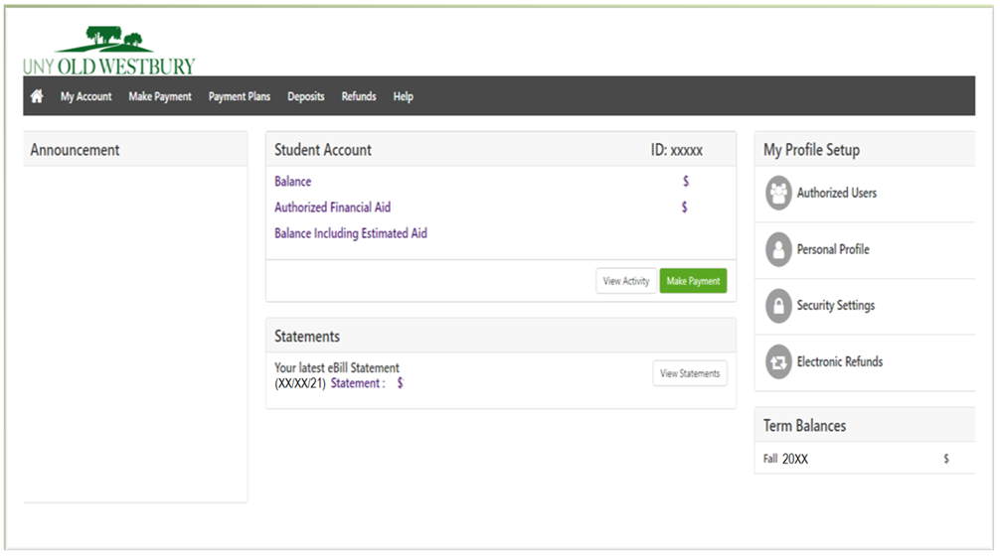 UNY OLD WESTBURY
My Account Make Payment Payment Plans Deposits Refunds Help
Announcement
Student Account ID: xxxxx
Balance $
Authorized Financial Aid $
Balance Including Estimated Aid
View Activity Make Payment
Statements
Your latest eBill Statement
(XX/XX/21) Statement : $
View Statements
My Profile Setup
Authorized Users
Personal Profile
Security Settings
Electronic Refunds
Term Balances
Fall 20XX $